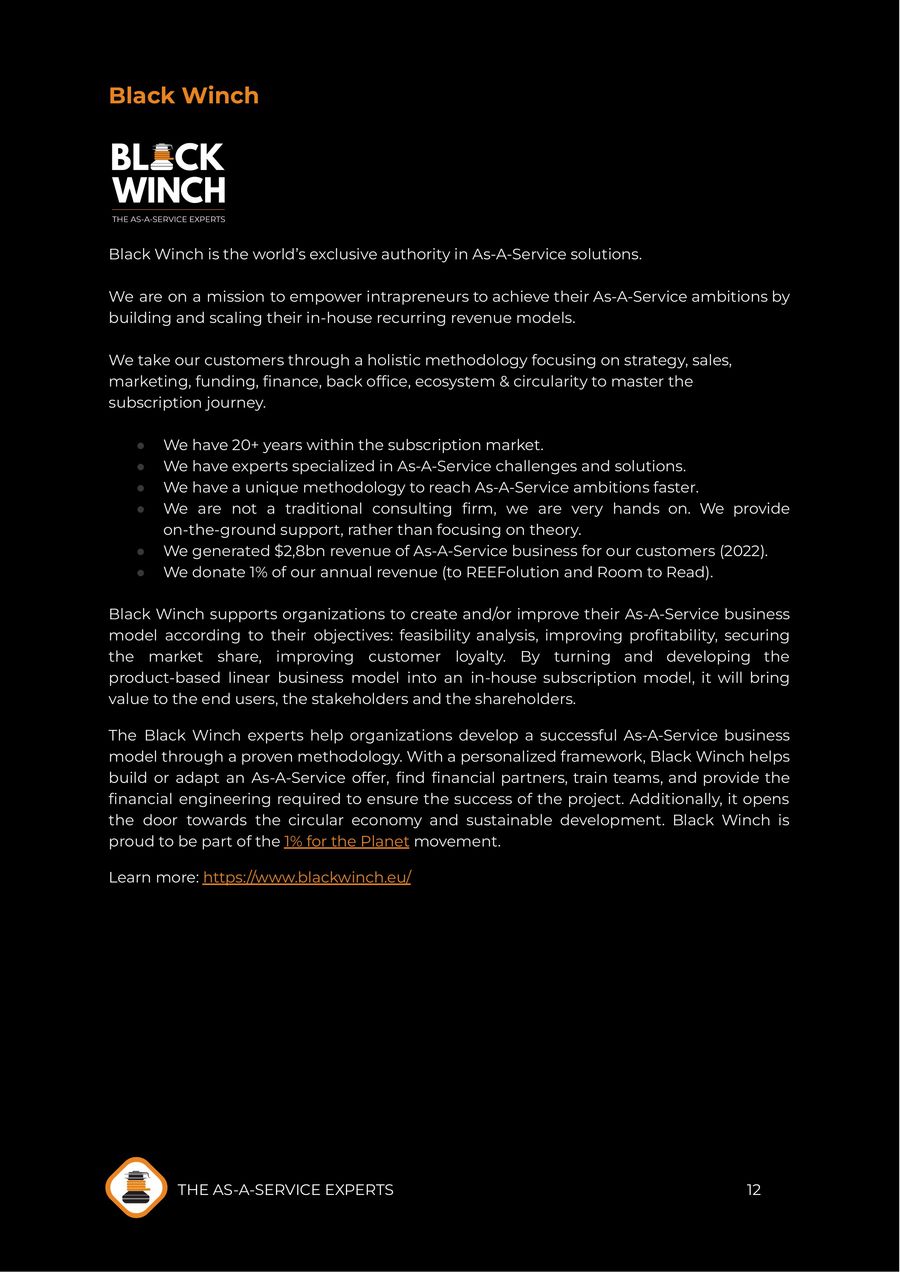 Black Winch
BLACK
WINCH
THE AS-A-SERVICE EXPERTS
Black Winch is the world’s exclusive authority in As-A-Service solutions.
We are on a mission to empower intrapreneurs to achieve their As-A-Service ambitions by
building and scaling their in-house recurring revenue models.
We take our customers through a holistic methodology focusing on strategy, sales,
marketing, funding, finance, back office, ecosystem & circularity to master the
subscription journey.
● We have 20+ years within the subscription market.
● We have experts specialized in As-A-Service challenges and solutions.
● We have a unique methodology to reach As-A-Service ambitions faster.
● We are not a traditional consulting firm, we are very hands on. We provide
on-the-ground support, rather than focusing on theory.
● We generated $2,8bn revenue of As-A-Service business for our customers (2022).
● We donate 1% of our annual revenue (to REEFolution and Room to Read).
Black Winch supports organizations to create and/or improve their As-A-Service business
model according to their objectives: feasibility analysis, improving profitability, securing
the market share, improving customer loyalty. By turning and developing the
product-based linear business model into an in-house subscription model, it will bring
value to the end users, the stakeholders and the shareholders.
The Black Winch experts help organizations develop a successful As-A-Service business
model through a proven methodology. With a personalized framework, Black Winch helps
build or adapt an As-A-Service offer, find financial partners, train teams, and provide the
financial engineering required to ensure the success of the project. Additionally, it opens
the door towards the circular economy and sustainable development. Black Winch is
proud to be part of the 1% for the Planet movement.
Learn more: https://www.blackwinch.eu/
THE AS-A-SERVICE EXPERTS 12